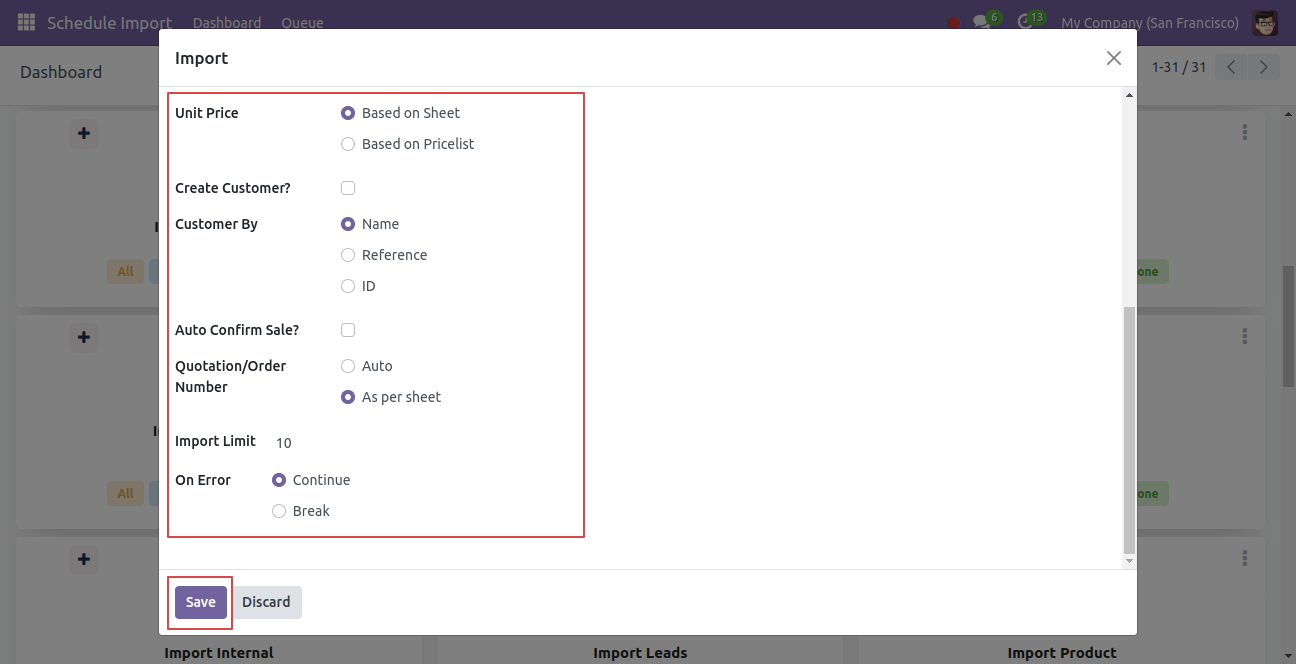 Schedule Import Dashboard Queue 6 13 My Company (San Francisco)
Dashboard 1-31 / 31
Import
Unit Price Based on Sheet
Based on Pricelist
Create Customer?
Customer By Name
Reference
ID
All one
Auto Confirm Sale?
Quotation/Order Number Auto
As per sheet
Import Limit 10
On Error Continue
All one
Break
Save Discard
Import Internal Import Leads Import Product